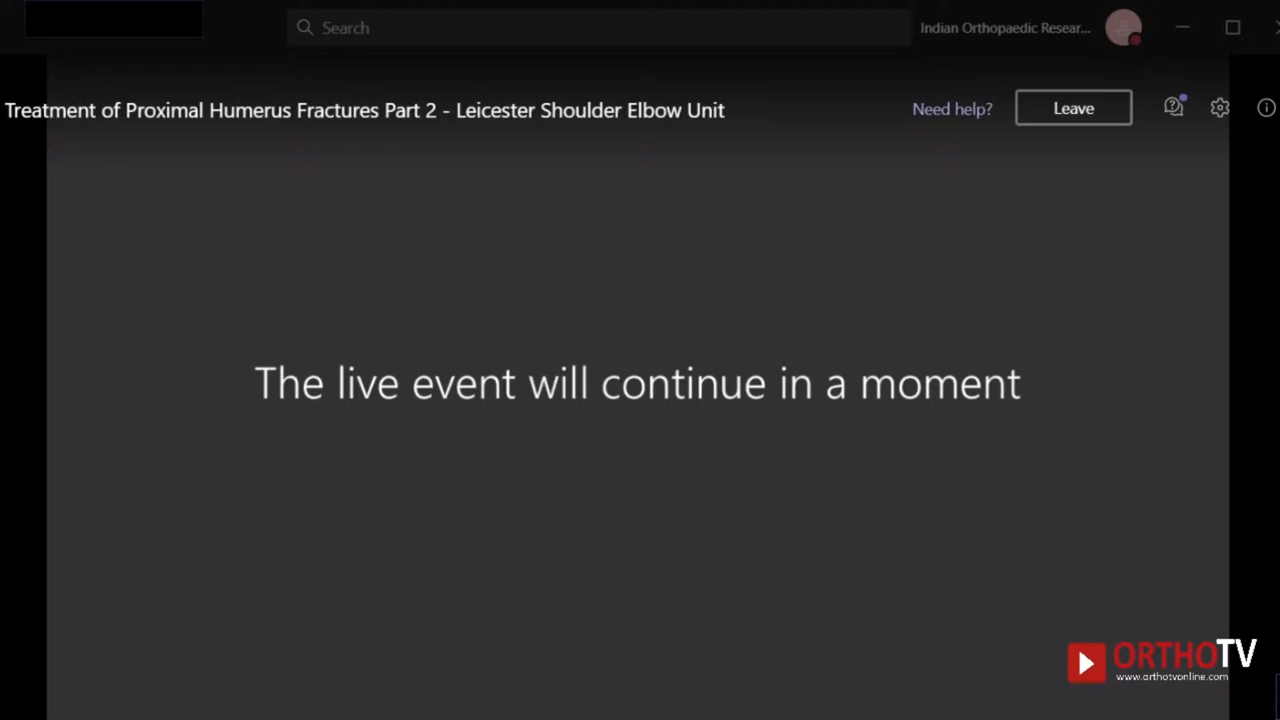 Search
Indian Orthopaedic Resear...
Treatment of Proximal Humerus Fractures Part 2 - Leicester Shoulder Elbow Unit
Need help?
Leave
The live event will continue in a moment
ORTHOTV
www.orthotvonline.com